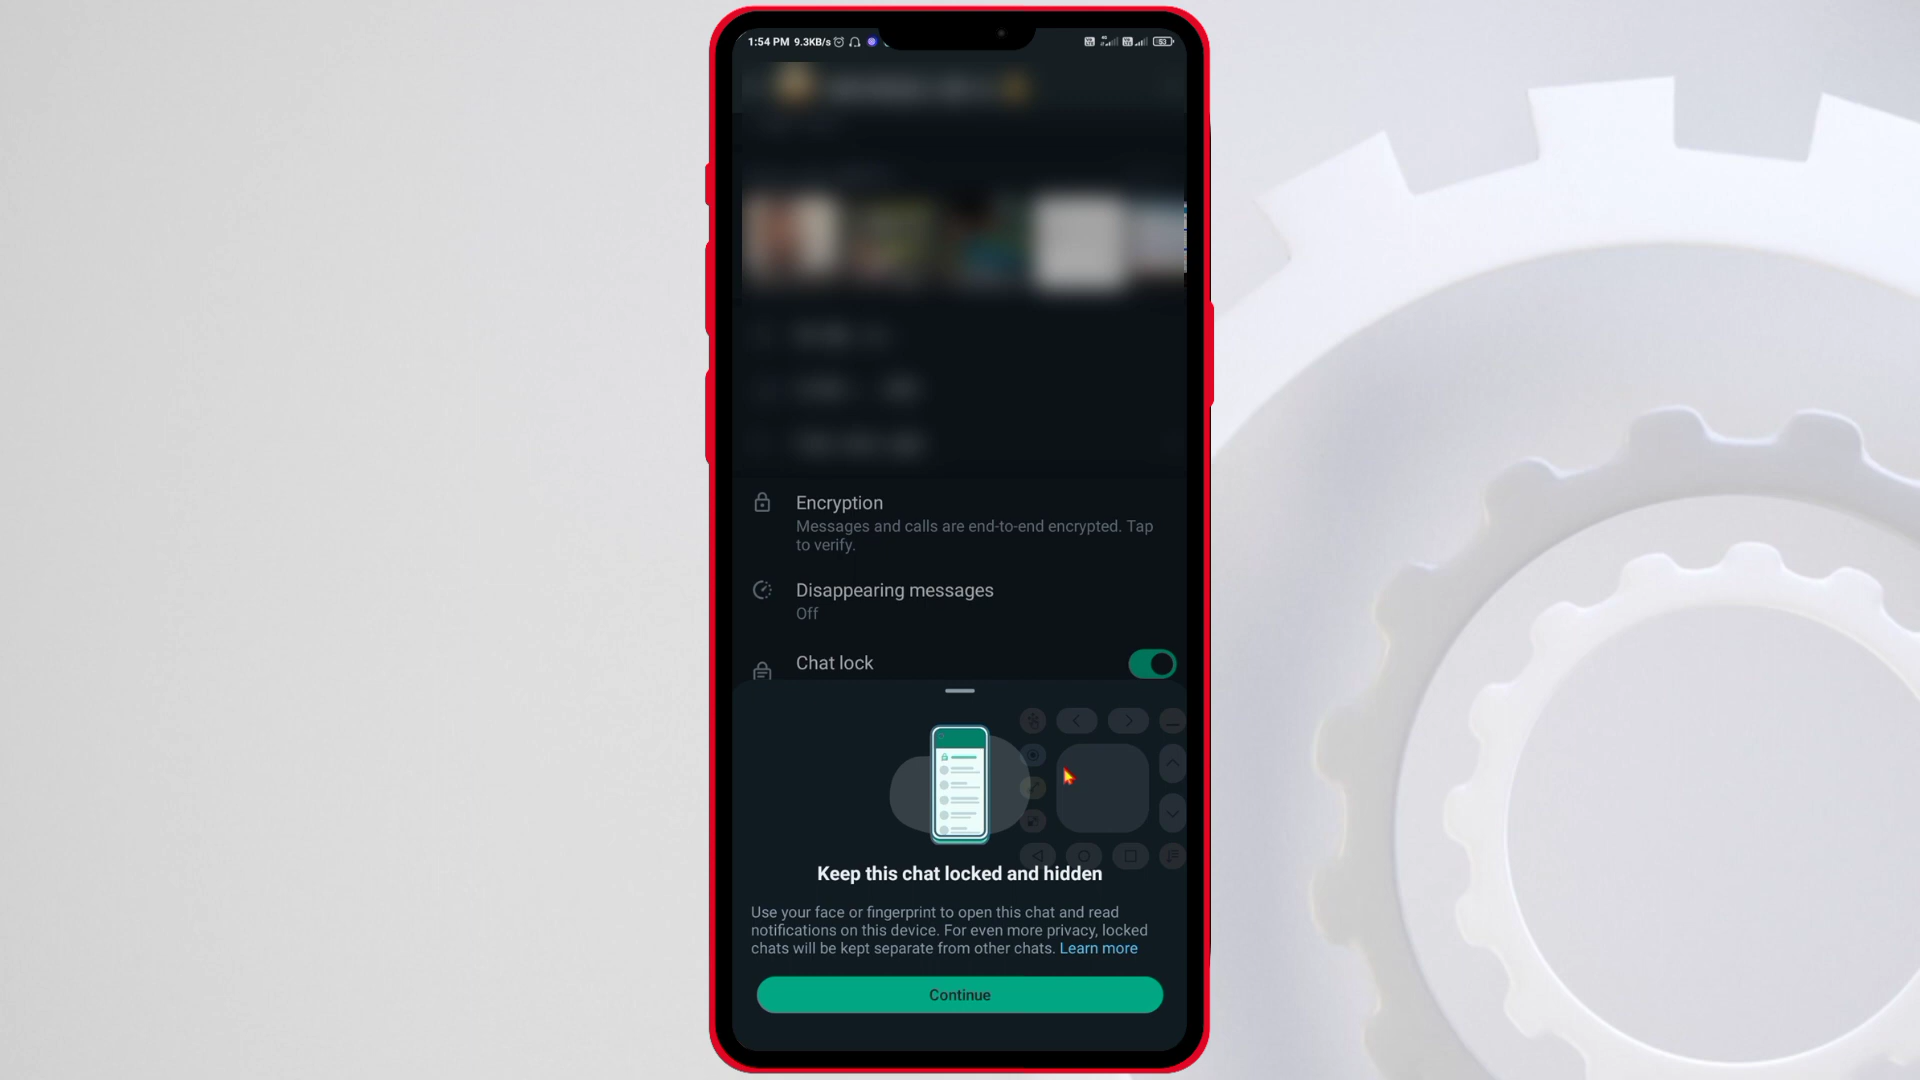 1:54 PM 9.3KB/s
53
Encryption
Messages and calls are end-to-end encrypted. Tap
to verify.
Disappearing messages
Off
Chat lock
Keep this chat locked and hidden
Use your face or fingerprint to open this chat and read
notifications on this device. For even more privacy, locked
chats will be kept separate from other chats. Learn more
Continue